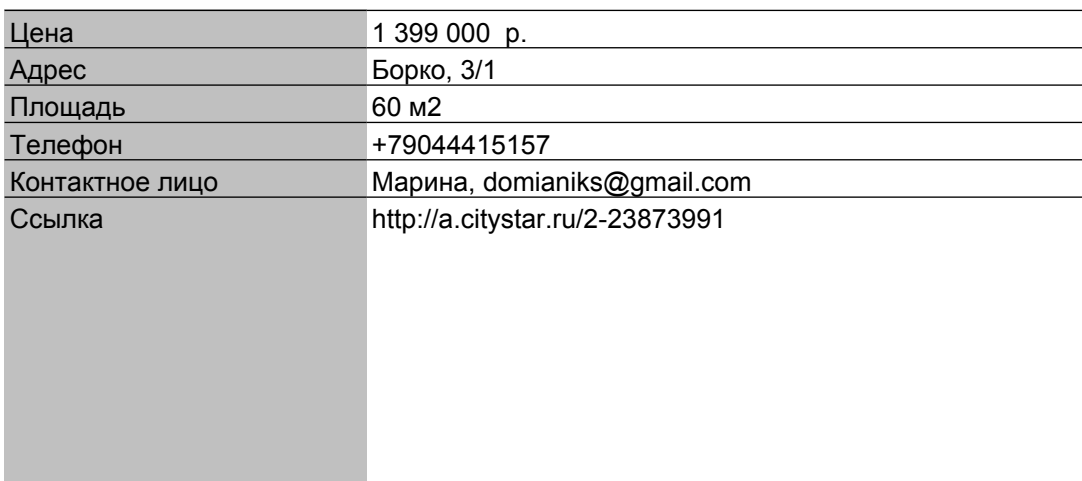 Цена 1 399 000 р.
Адрес Борко, 3/1
Площадь 60 м2
Телефон +79044415157
Контактное лицо Марина, domianiks@gmail.com
Ссылка http://a.citystar.ru/2-23873991